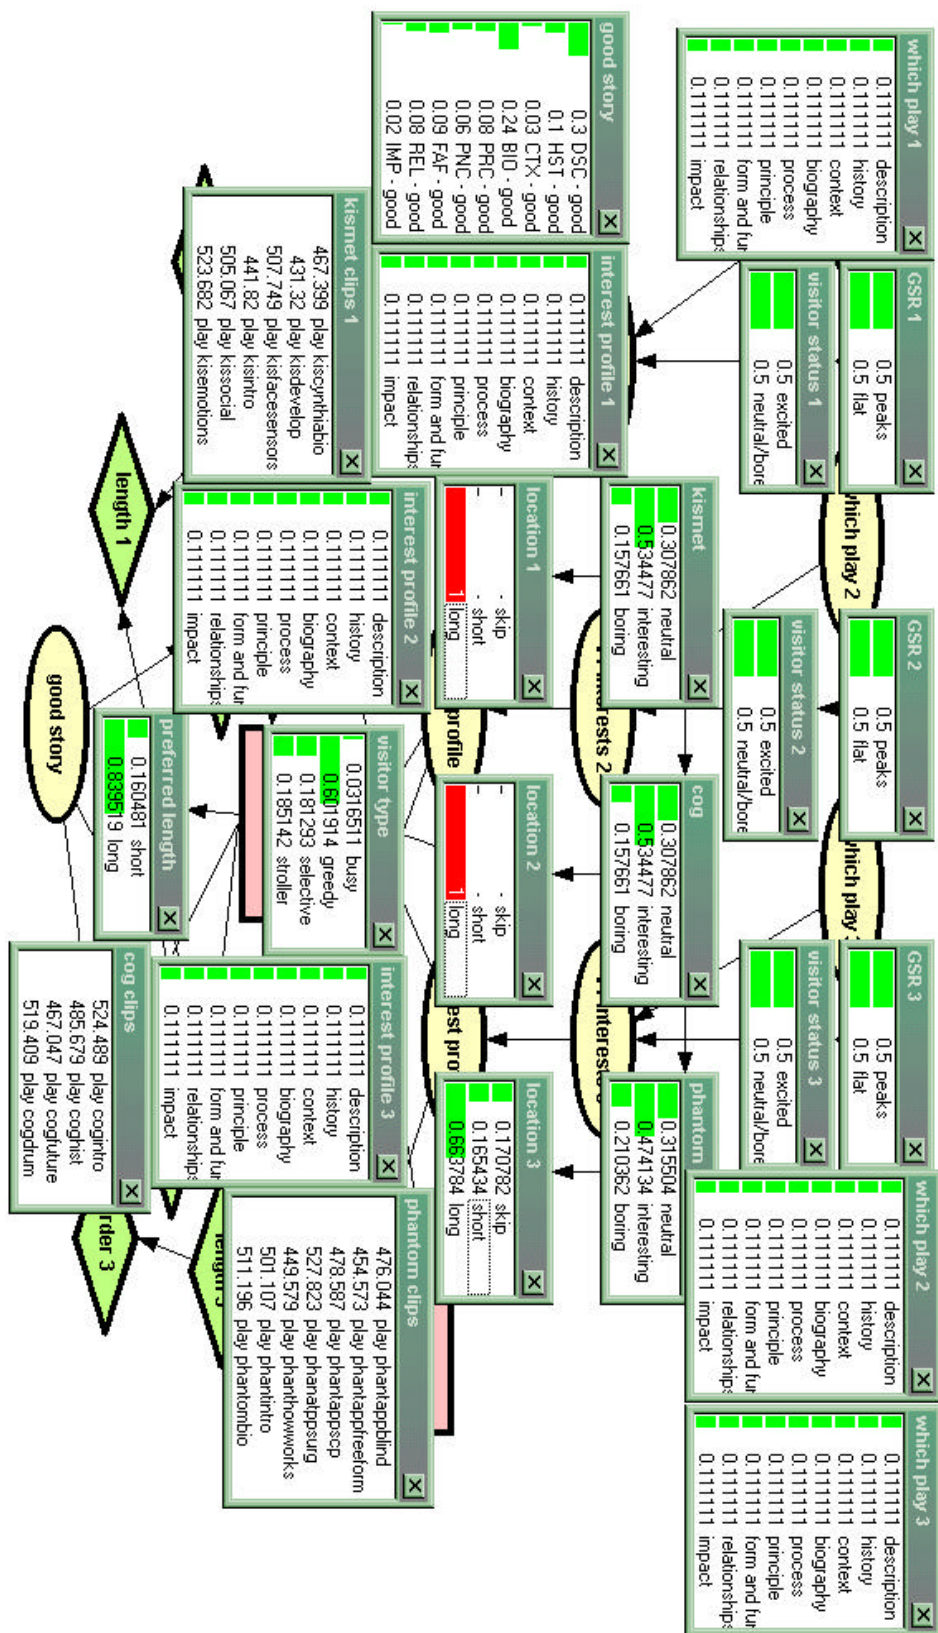 which play 1
0.111111 description
0.111111 history
0.111111 context
0.111111 biography
0.111111 process
0.111111 principle
0.111111 form and fur
0.111111 relationships
0.111111 impact
GSR 1
0.5 peaks
0.5 flat
visitor status 1
0.5 excited
0.5 neutral/bore
which play 2
GSR 2
0.5 peaks
0.5 flat
visitor status 2
0.5 excited
0.5 neutral/bore
which play
GSR 3
0.5 peaks
0.5 flat
visitor status 3
0.5 excited
0.5 neutral/bore
which play 2
0.111111 description
0.111111 history
0.111111 context
0.111111 biography
0.111111 process
0.111111 principle
0.111111 form and fur
0.111111 relationships
0.111111 impact
which play 3
0.111111 description
0.111111 history
0.111111 context
0.111111 biography
0.111111 process
0.111111 principle
0.111111 form and fur
0.111111 relationships
0.111111 impact
good story
0.3 DSC - good
0.1 HST - good
0.03 CTX - good
0.24 BIO - good
0.08 PRC - good
0.06 PNC - good
0.09 FAF - good
0.08 REL - good
0.02 IMP - good
interest profile 1
0.111111 description
0.111111 history
0.111111 context
0.111111 biography
0.111111 process
0.111111 principle
0.111111 form and fur
0.111111 relationships
0.111111 impact
kismet
0.307862 neutral
0.534477 interesting
0.157661 boring
interests 2
cog
0.307862 neutral
0.534477 interesting
0.157661 boring
interests
phantom
0.315504 neutral
0.474134 interesting
0.210362 boring
location 1
- skip
- short
1 long
profile
location 2
- skip
- short
1 long
est pro
location 3
0.170782 skip
0.165434 short
0.663784 long
kismet clips 1
467.399 play kiscynthiabio
431.32 play kisdevelop
507.749 play kisfacesensors
441.82 play kisintro
505.067 play kissocial
523.682 play kisemotions
interest profile 2
0.111111 description
0.111111 history
0.111111 context
0.111111 biography
0.111111 process
0.111111 principle
0.111111 form and fur
0.111111 relationships
0.111111 impact
visitor type
0.0316511 busy
0.601914 greedy
0.181293 selective
0.185142 stroller
interest profile 3
0.111111 description
0.111111 history
0.111111 context
0.111111 biography
0.111111 process
0.111111 principle
0.111111 form and fur
0.111111 relationships
0.111111 impact
phantom clips
476.044 play phantappblind
454.573 play phantappfreeform
478.587 play phantappscp
527.823 play phanatppsurg
449.579 play phanthowworks
501.107 play phantintro
511.196 play phantombio
length 1
preferred length
0.160481 short
0.839519 long
good story
cog clips
524.489 play cogintro
485.679 play coghist
467.047 play cogfuture
519.409 play cogdrum
rder 3